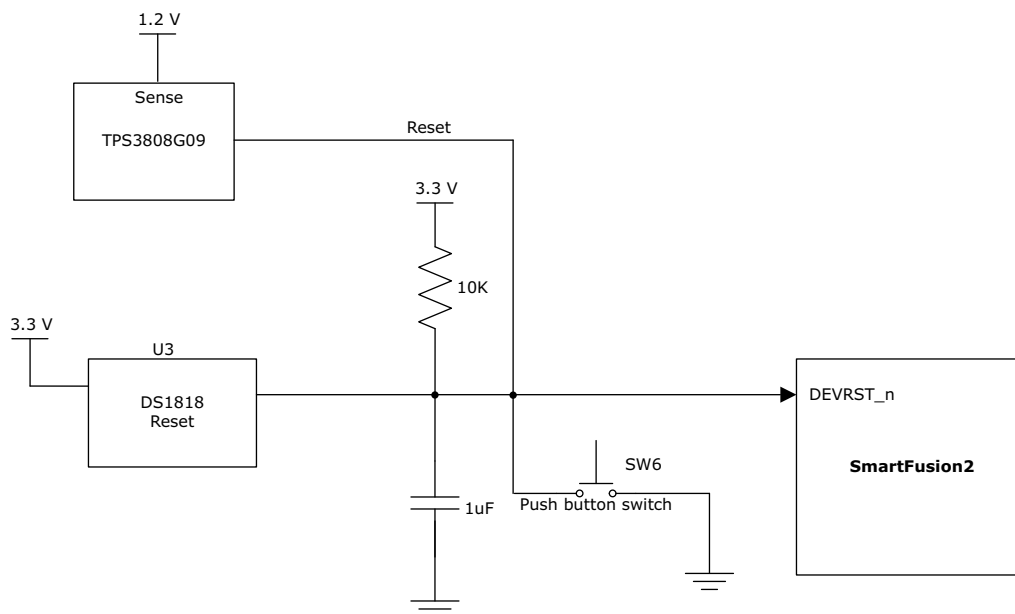 1.2 V
Sense
TPS3808G09
Reset
3.3 V
10K
3.3 V
U3
DS1818
Reset
DEVRST_n
SmartFusion2
SW6
Push button switch
1uF